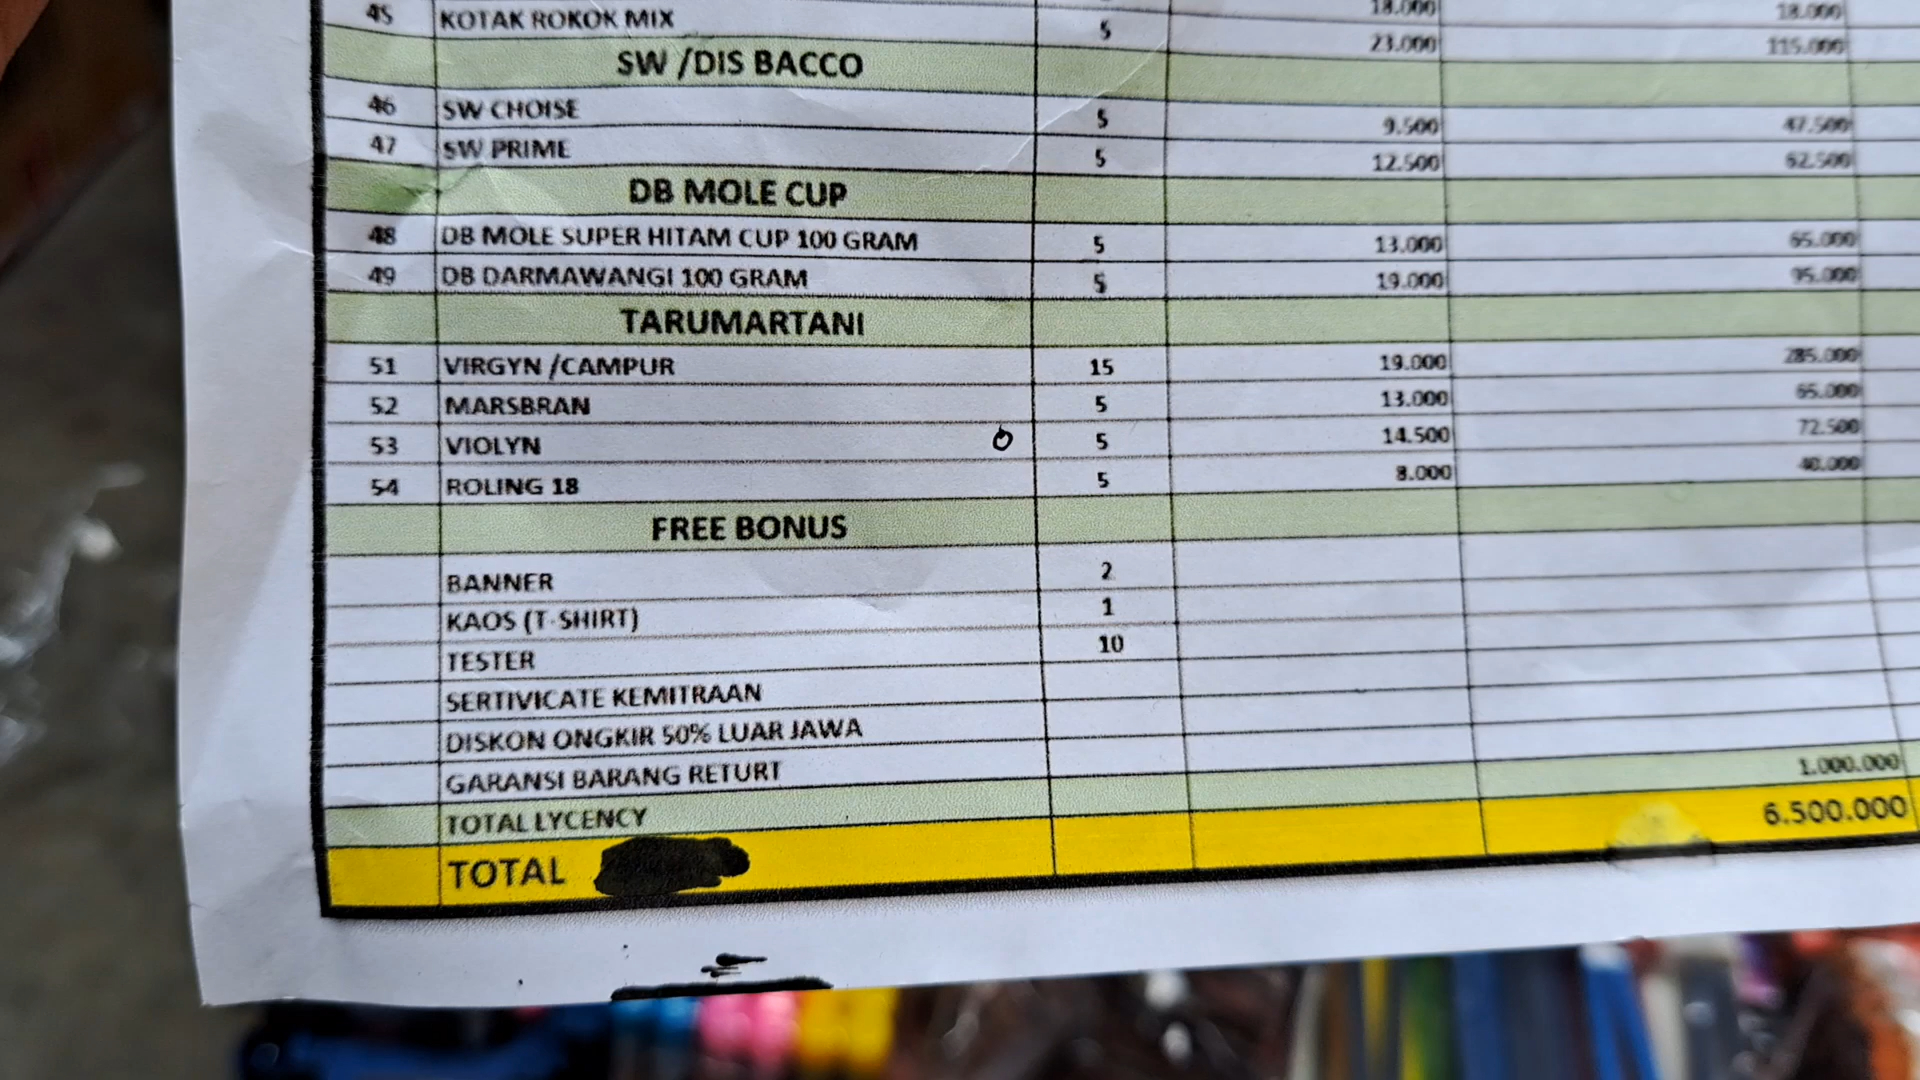 18.000 18.000
45 KOTAK ROKOK MIX 5 23.000 115.000
SW /DIS BACCO
46 SW CHOISE 5 9.500 47.500
47 SW PRIME 5 12.500 62.500
DB MOLE CUP
48 DB MOLE SUPER HITAM CUP 100 GRAM 5 13.000 65.000
49 DB DARMAWANGI 100 GRAM 5 19.000 95.000
TARUMARTANI
51 VIRGYN /CAMPUR 15 19.000 285.000
52 MARSBRAN 5 13.000 65.000
53 VIOLYN 5 14.500 72.500
54 ROLING 18 5 8.000 40.000
FREE BONUS
BANNER 2
KAOS (T-SHIRT) 1
TESTER 10
SERTIVICATE KEMITRAAN
DISKON ONGKIR 50% LUAR JAWA
GARANSI BARANG RETURT
TOTAL LYCENCY 1.000.000
TOTAL 6.500.000